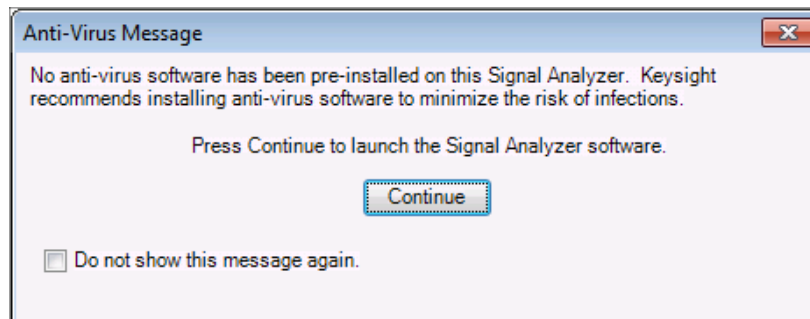 Anti-Virus Message
No anti-virus software has been pre-installed on this Signal Analyzer. Keysight
recommends installing anti-virus software to minimize the risk of infections.
Press Continue to launch the Signal Analyzer software.
Continue
Do not show this message again.